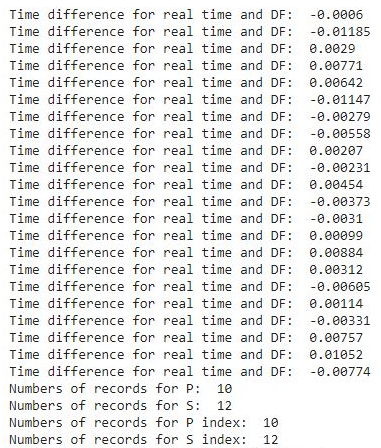 Time difference for real time and DF:  -0.0006
Time difference for real time and DF:  -0.01185
Time difference for real time and DF:  0.0029
Time difference for real time and DF:  0.00771
Time difference for real time and DF:  0.00642
Time difference for real time and DF:  -0.01147
Time difference for real time and DF:  -0.00279
Time difference for real time and DF:  -0.00558
Time difference for real time and DF:  0.00207
Time difference for real time and DF:  -0.00231
Time difference for real time and DF:  0.00454
Time difference for real time and DF:  -0.00373
Time difference for real time and DF:  -0.0031
Time difference for real time and DF:  0.00099
Time difference for real time and DF:  0.00884
Time difference for real time and DF:  0.00312
Time difference for real time and DF:  -0.00605
Time difference for real time and DF:  0.00114
Time difference for real time and DF:  -0.00331
Time difference for real time and DF:  0.00757
Time difference for real time and DF:  0.01052
Time difference for real time and DF:  -0.00774
Numbers of records for P:  10
Numbers of records for S:  12
Numbers of records for P index:  10
Numbers of records for S index:  12